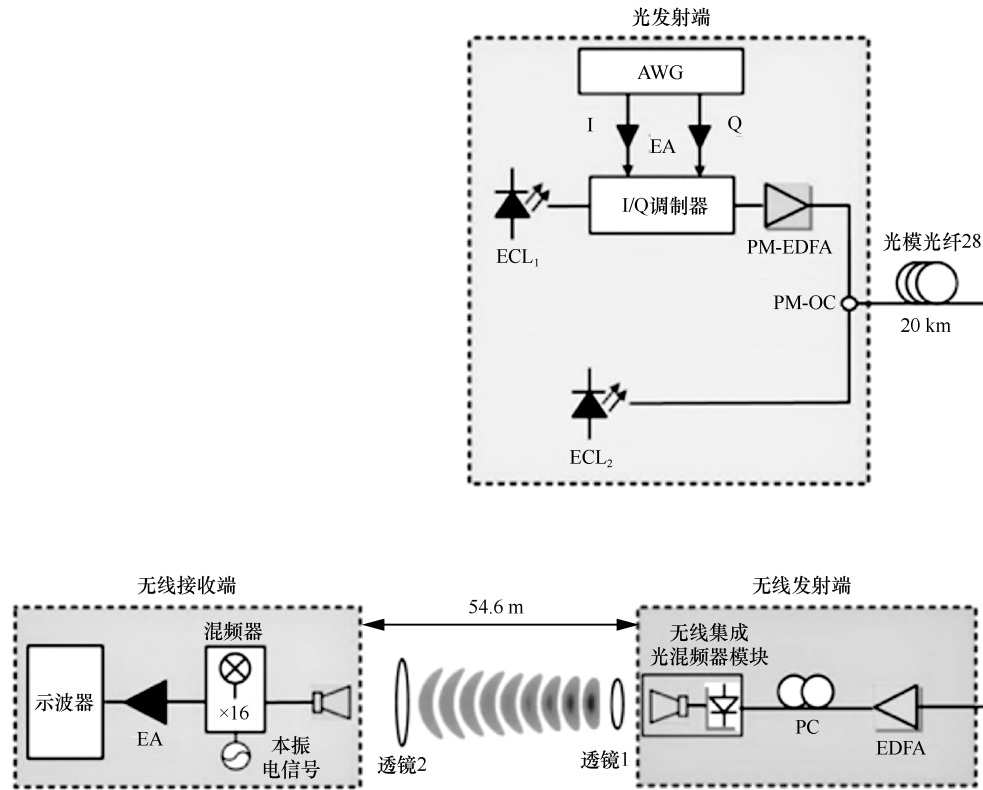 光发射端
AWG
I
Q
EA
I/Q调制器
ECL₁
PM-EDFA
光模光纤28
PM-OC
20 km
ECL₂
无线接收端
54.6 m
无线发射端
混频器
无线集成
光混频器模块
示波器
×16
EA
本振
电信号
透镜2
透镜1
PC
EDFA